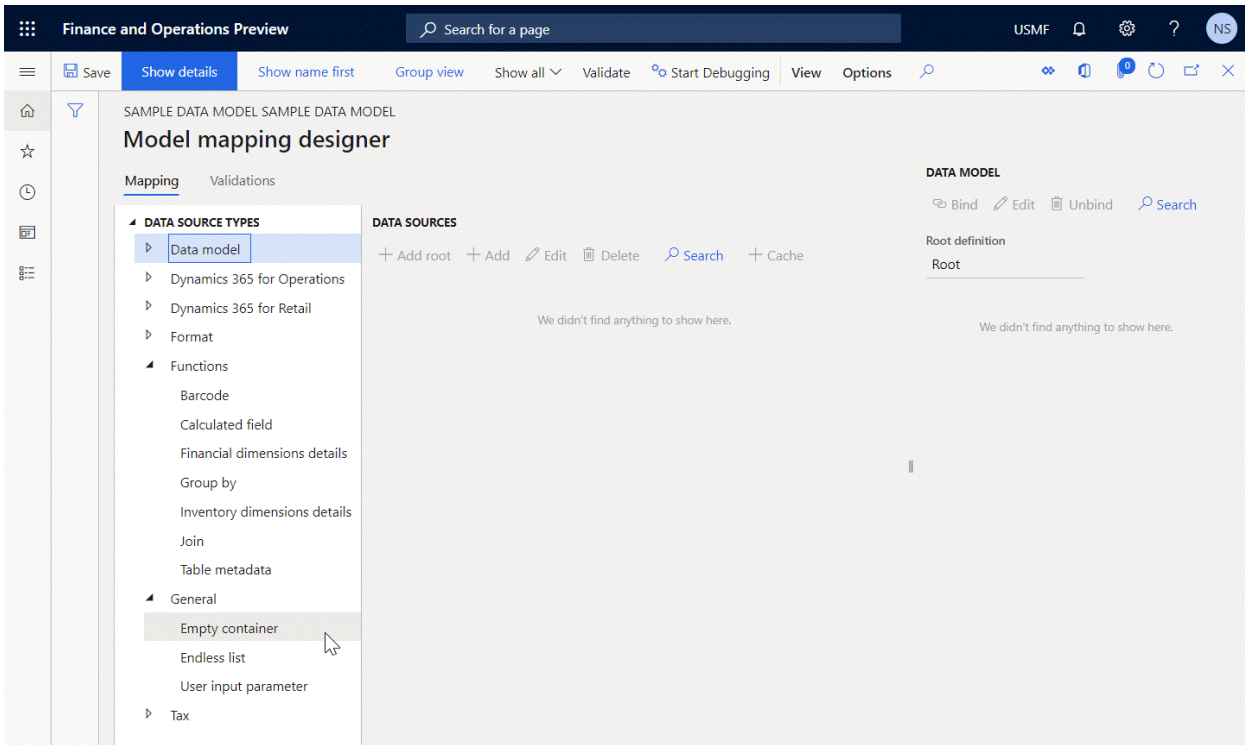 Finance and Operations Preview
Search for a page
USMF
?
NS
Save
Show details
Show name first
Group view
Show all
Validate
Start Debugging
View
Options
0
SAMPLE DATA MODEL SAMPLE DATA MODEL
Model mapping designer
Mapping
Validations
DATA SOURCE TYPES
Data model
Dynamics 365 for Operations
Dynamics 365 for Retail
Format
Functions
Barcode
Calculated field
Financial dimensions details
Group by
Inventory dimensions details
Join
Table metadata
General
Empty container
Endless list
User input parameter
Tax
DATA SOURCES
+ Add root + Add Edit Delete Search + Cache
We didn't find anything to show here.
DATA MODEL
Bind Edit Unbind Search
Root definition
Root
We didn't find anything to show here.